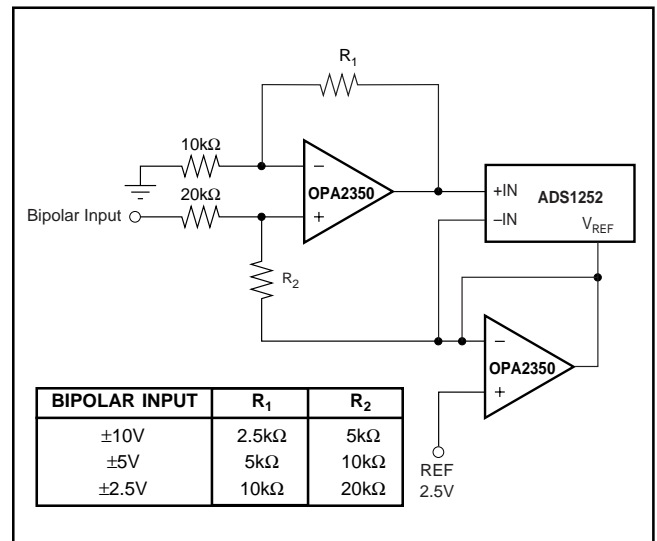 R1
10kΩ
20kΩ
Bipolar Input
–
OPA2350
+
+IN
–IN
ADS1252
VREF
R2
–
OPA2350
+
REF
2.5V
BIPOLAR INPUT R1 R2
±10V 2.5kΩ 5kΩ
±5V 5kΩ 10kΩ
±2.5V 10kΩ 20kΩ